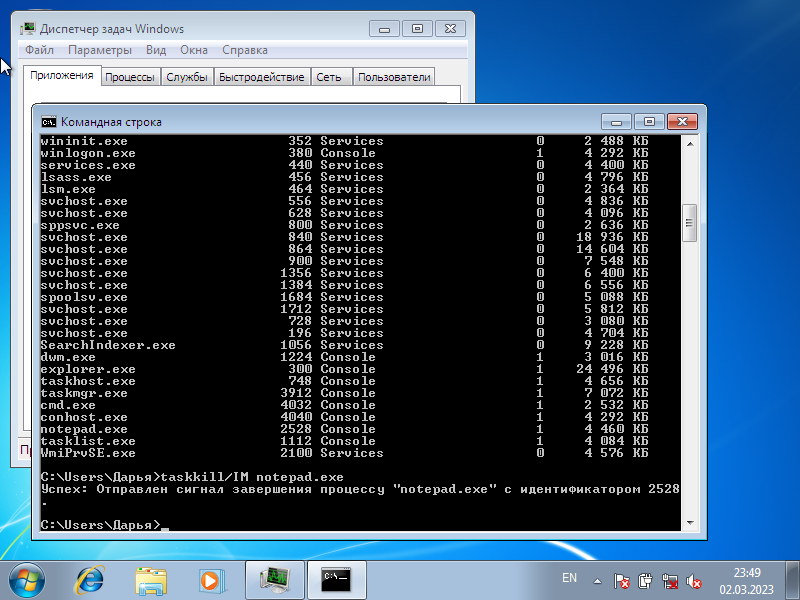 Диспетчер задач Windows
Файл Параметры Вид Окна Справка
Приложения Процессы Службы Быстродействие Сеть Пользователи
Командная строка
wininit.exe 352 Services 0 2 488 КБ
winlogon.exe 380 Console 1 4 292 КБ
services.exe 440 Services 0 4 400 КБ
lsass.exe 456 Services 0 4 796 КБ
lsm.exe 464 Services 0 2 364 КБ
svchost.exe 556 Services 0 4 836 КБ
svchost.exe 628 Services 0 4 096 КБ
sppsvc.exe 800 Services 0 2 636 КБ
svchost.exe 840 Services 0 18 936 КБ
svchost.exe 864 Services 0 14 604 КБ
svchost.exe 900 Services 0 7 548 КБ
svchost.exe 1356 Services 0 6 400 КБ
svchost.exe 1384 Services 0 6 556 КБ
spoolsv.exe 1684 Services 0 5 088 КБ
svchost.exe 1712 Services 0 5 812 КБ
svchost.exe 728 Services 0 3 080 КБ
svchost.exe 196 Services 0 4 704 КБ
SearchIndexer.exe 1056 Services 0 9 228 КБ
dwm.exe 1224 Console 1 3 016 КБ
explorer.exe 300 Console 1 24 496 КБ
taskhost.exe 748 Console 1 4 656 КБ
taskmgr.exe 3912 Console 1 7 072 КБ
cmd.exe 4032 Console 1 2 532 КБ
conhost.exe 4040 Console 1 4 292 КБ
notepad.exe 2528 Console 1 4 460 КБ
tasklist.exe 1112 Console 1 4 084 КБ
WmiPrvSE.exe 2100 Services 0 4 576 КБ
C:\Users\Дарья>taskkill/IM notepad.exe
Успех: Отправлен сигнал завершения процессу "notepad.exe" с идентификатором 2528
.
C:\Users\Дарья>_
EN
23:49
02.03.2023